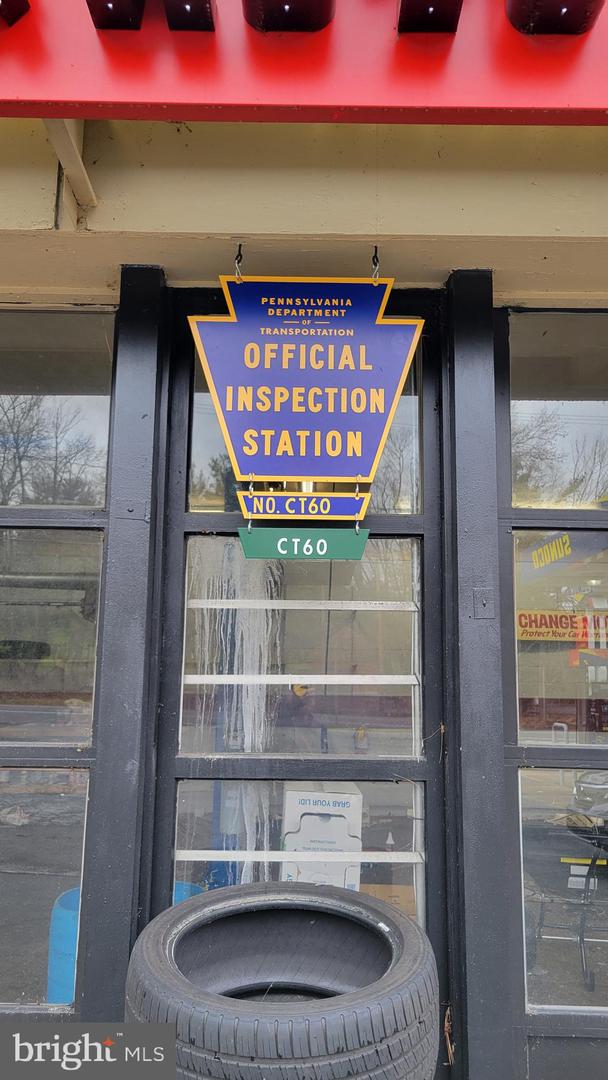 PENNSYLVANIA
DEPARTMENT
OF
TRANSPORTATION
OFFICIAL
INSPECTION
STATION
NO. CT60
CT60
SUNOCO
CHANGE
Protect Your Car
GRAB YOUR LID!
bright MLS